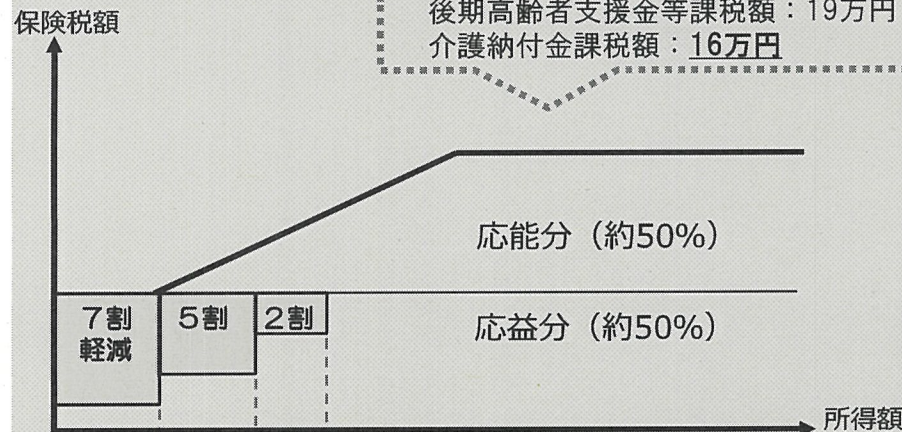 保険税額
後期高齢者支援金等課税額：19万円
介護納付金課税額：16万円
応能分（約50%）
7割
軽減
5割
2割
応益分（約50%）
所得額